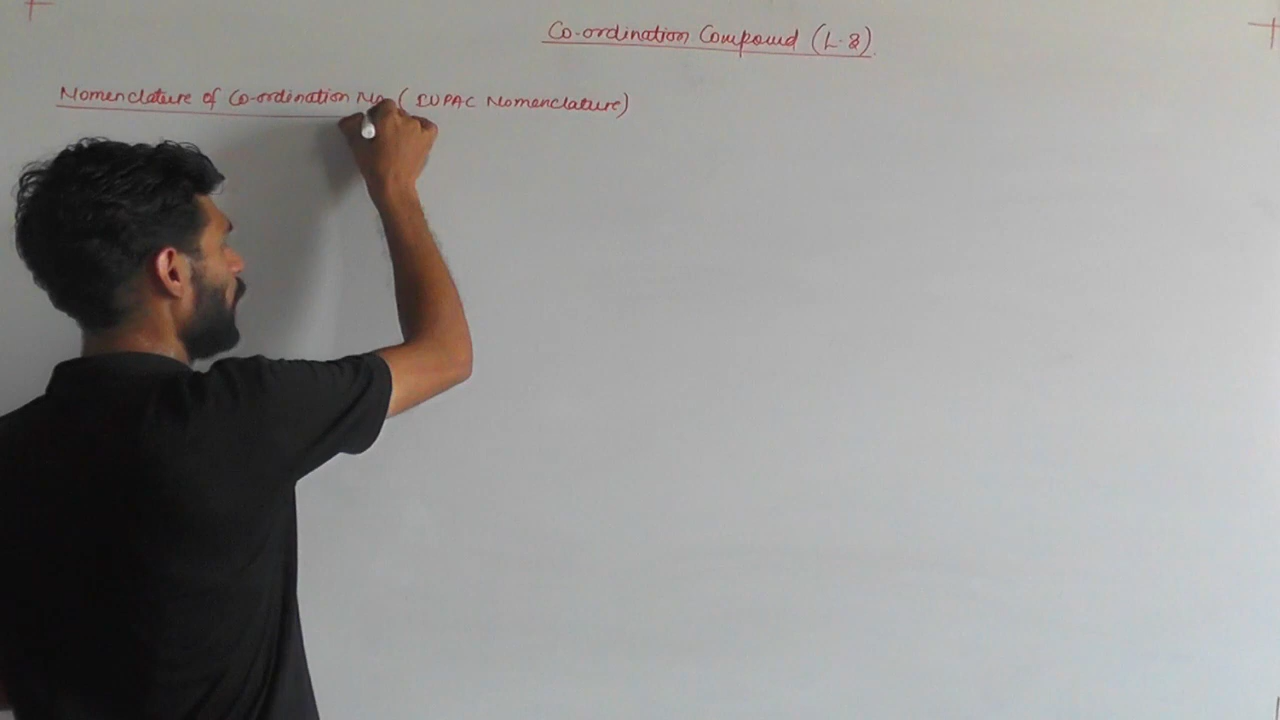 Co-ordination Compound (L-8).
Nomenclature of Co-ordination No (IUPAC Nomenclature)